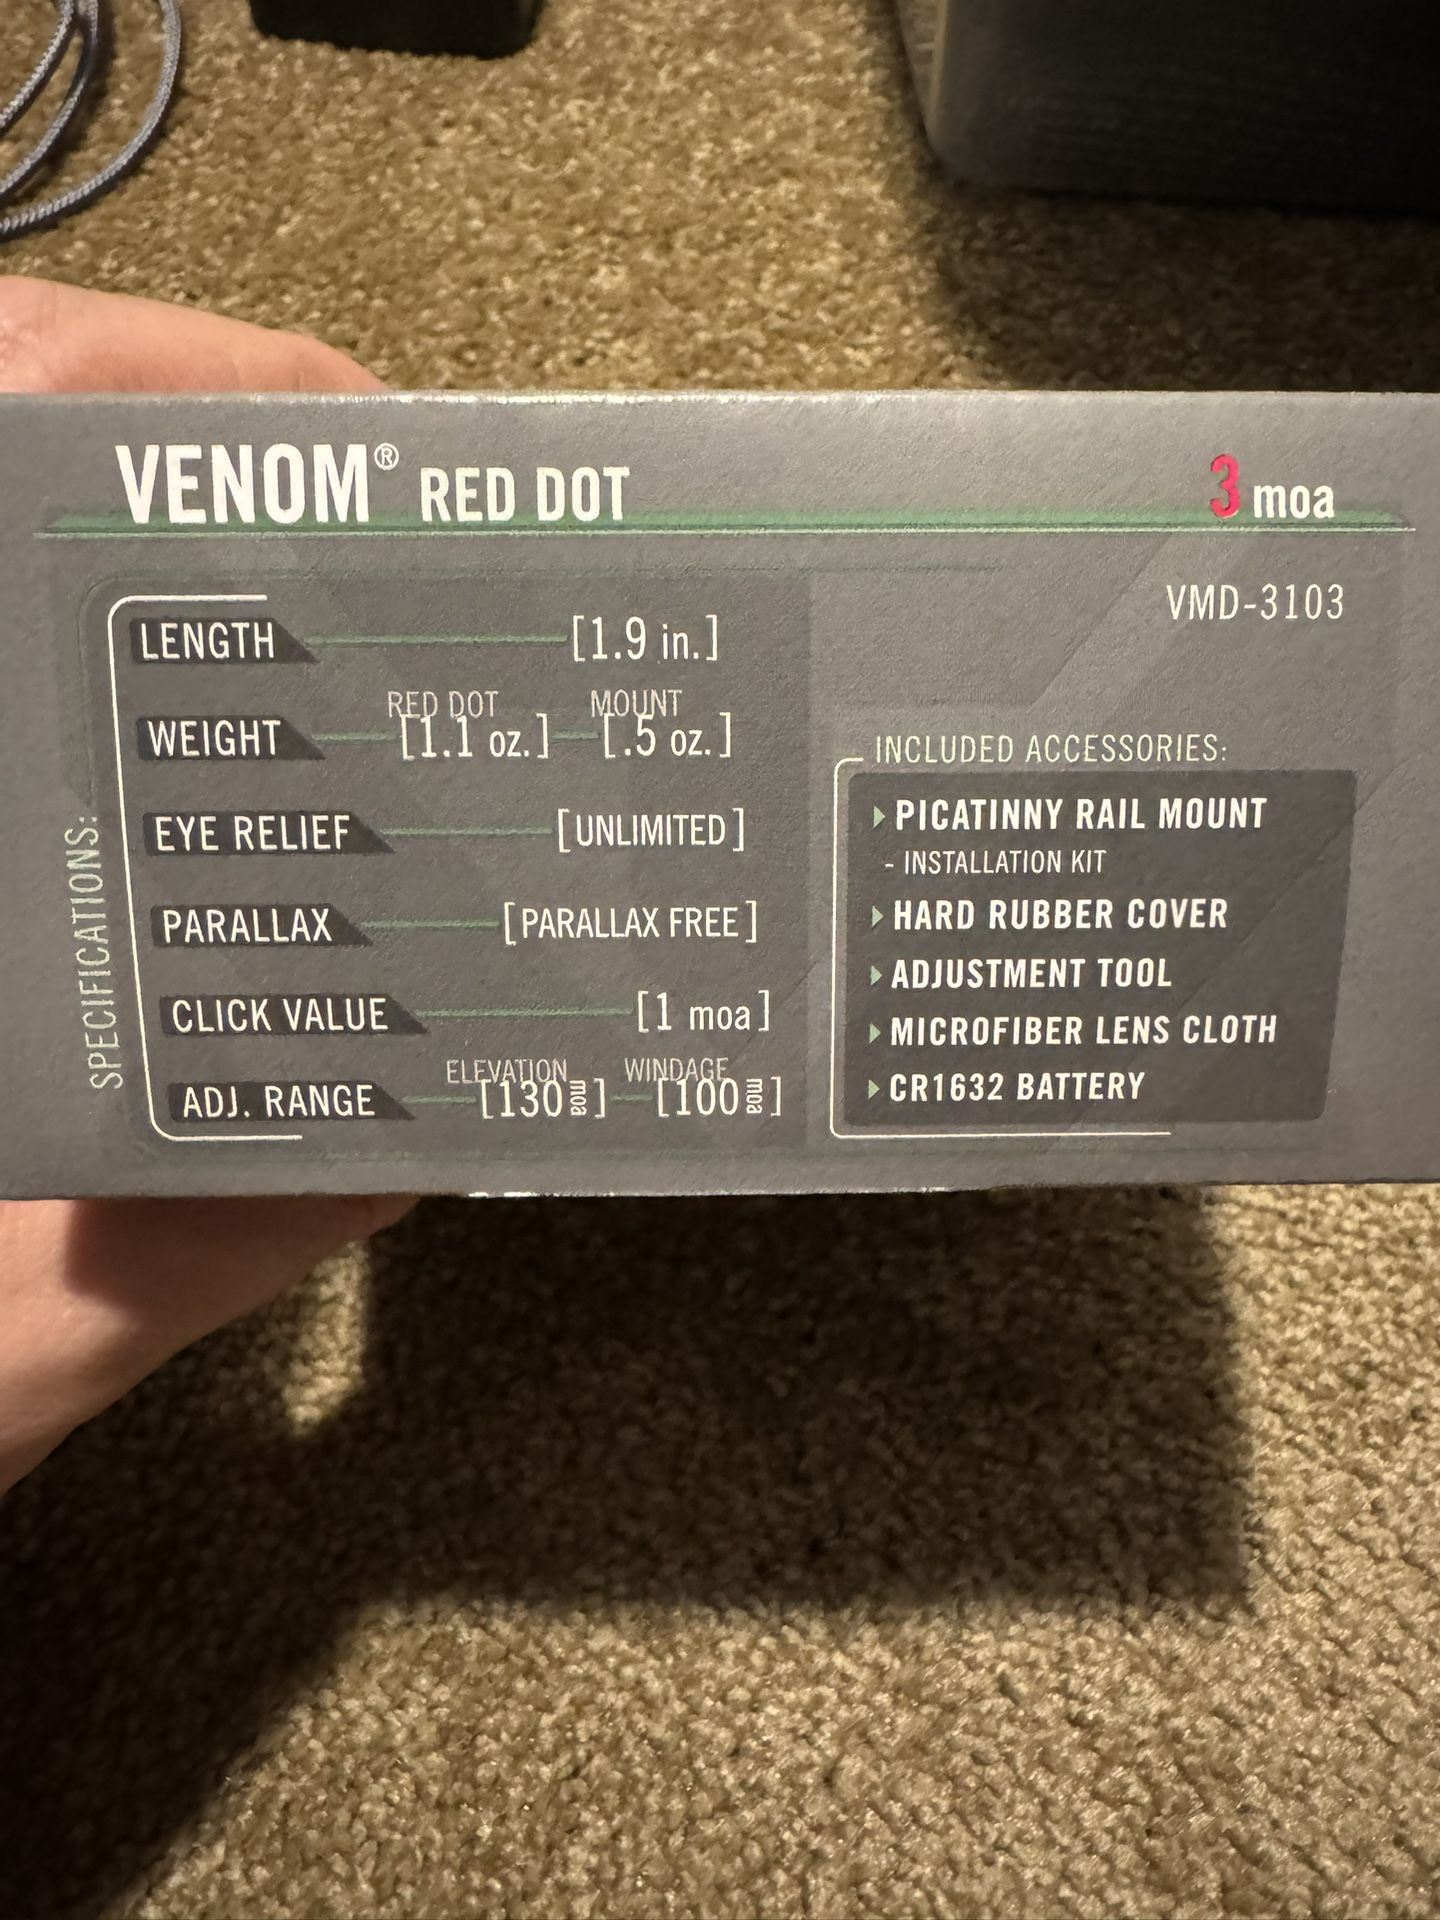 VENOM® RED DOT
3 moa
VMD-3103
SPECIFICATIONS:
LENGTH [1.9 in.]
RED DOT MOUNT
WEIGHT [1.1 oz.] [.5 oz.]
EYE RELIEF [UNLIMITED]
PARALLAX [PARALLAX FREE]
CLICK VALUE [1 moa]
ELEVATION WINDAGE
ADJ. RANGE [130 moa] [100 moa]
INCLUDED ACCESSORIES:
PICATINNY RAIL MOUNT
- INSTALLATION KIT
HARD RUBBER COVER
ADJUSTMENT TOOL
MICROFIBER LENS CLOTH
CR1632 BATTERY